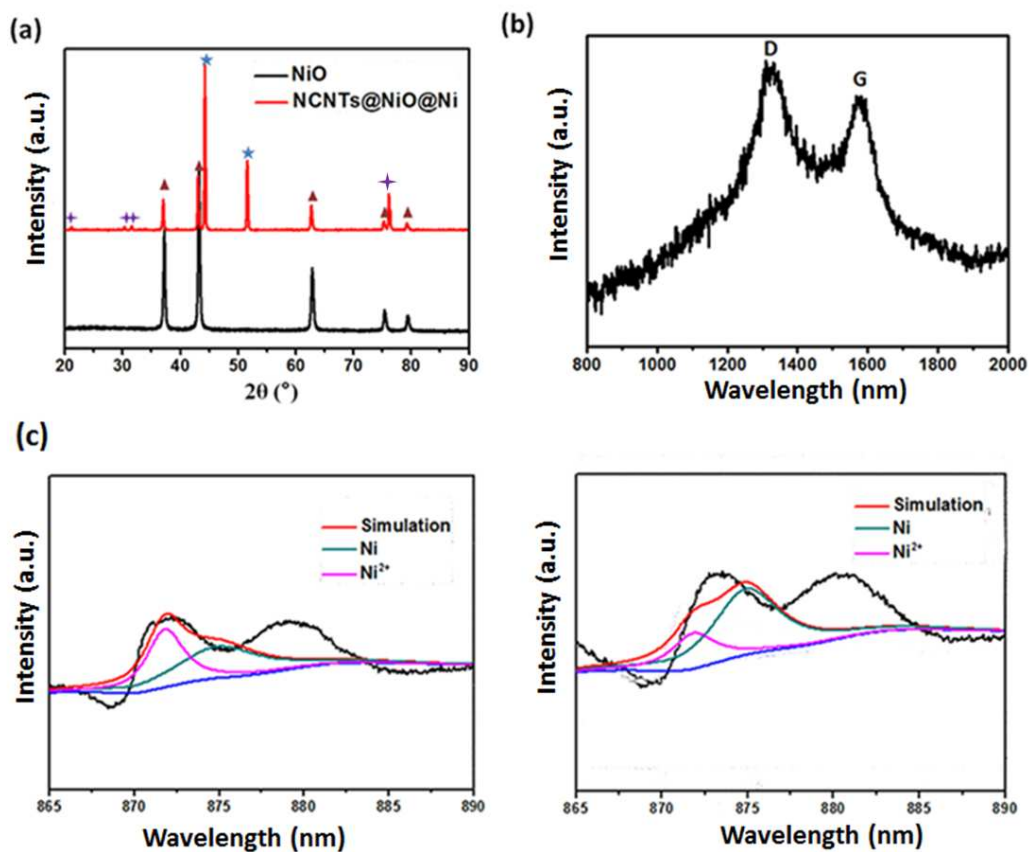 (a)
Intensity (a.u.)
NiO
NCNTs@NiO@Ni
20 30 40 50 60 70 80 90
2θ (°)
(b)
Intensity (a.u.)
D
G
800 1000 1200 1400 1600 1800 2000
Wavelength (nm)
(c)
Intensity (a.u.)
Simulation
Ni
Ni²⁺
865 870 875 880 885 890
Wavelength (nm)
Intensity (a.u.)
Simulation
Ni
Ni²⁺
865 870 875 880 885 890
Wavelength (nm)